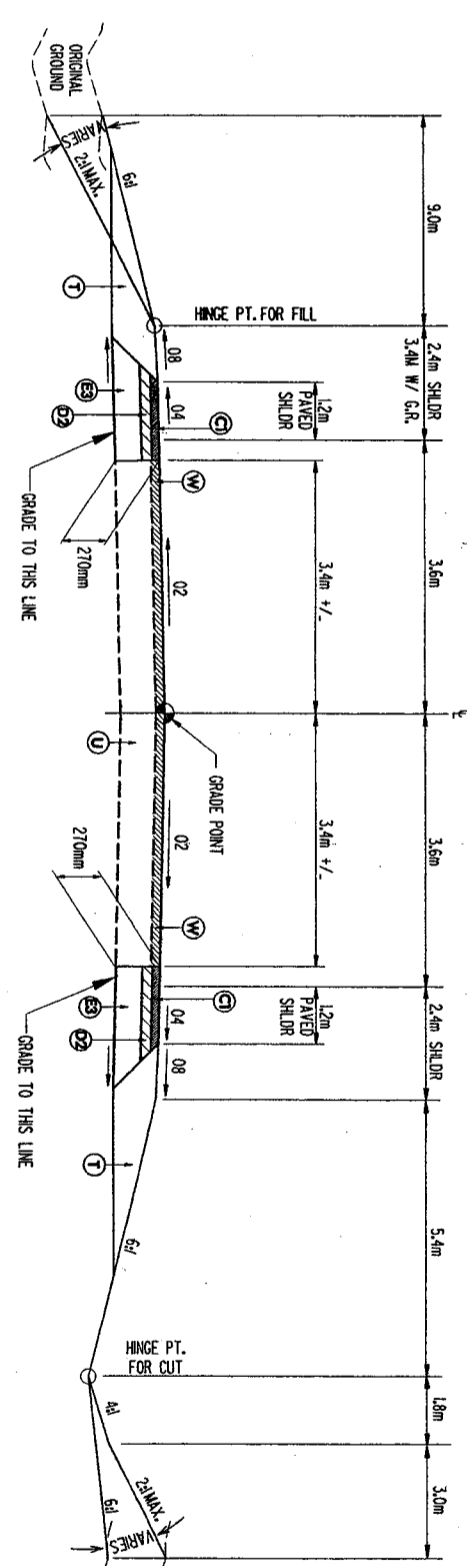 ORIGINAL
GROUND
9.0m
2.4m SHLDR
3.4M W/ G.R.
3.6m
℄
3.6m
2.4m SHLDR
5.4m
1.8m
3.0m
HINGE PT. FOR FILL
1.2m
PAVED
SHLDR
3.4m +/_
3.4m +/_
1.2m
PAVED
SHLDR
VARIES
2:1 MAX.
6:1
T
08
04
C1
W
02
GRADE POINT
02
W
C1
04
08
T
6:1
HINGE PT.
FOR CUT
4:1
2:1 MAX.
6:1
VARIES
E3
D2
270mm
U
270mm
E3
D2
GRADE TO THIS LINE
GRADE TO THIS LINE